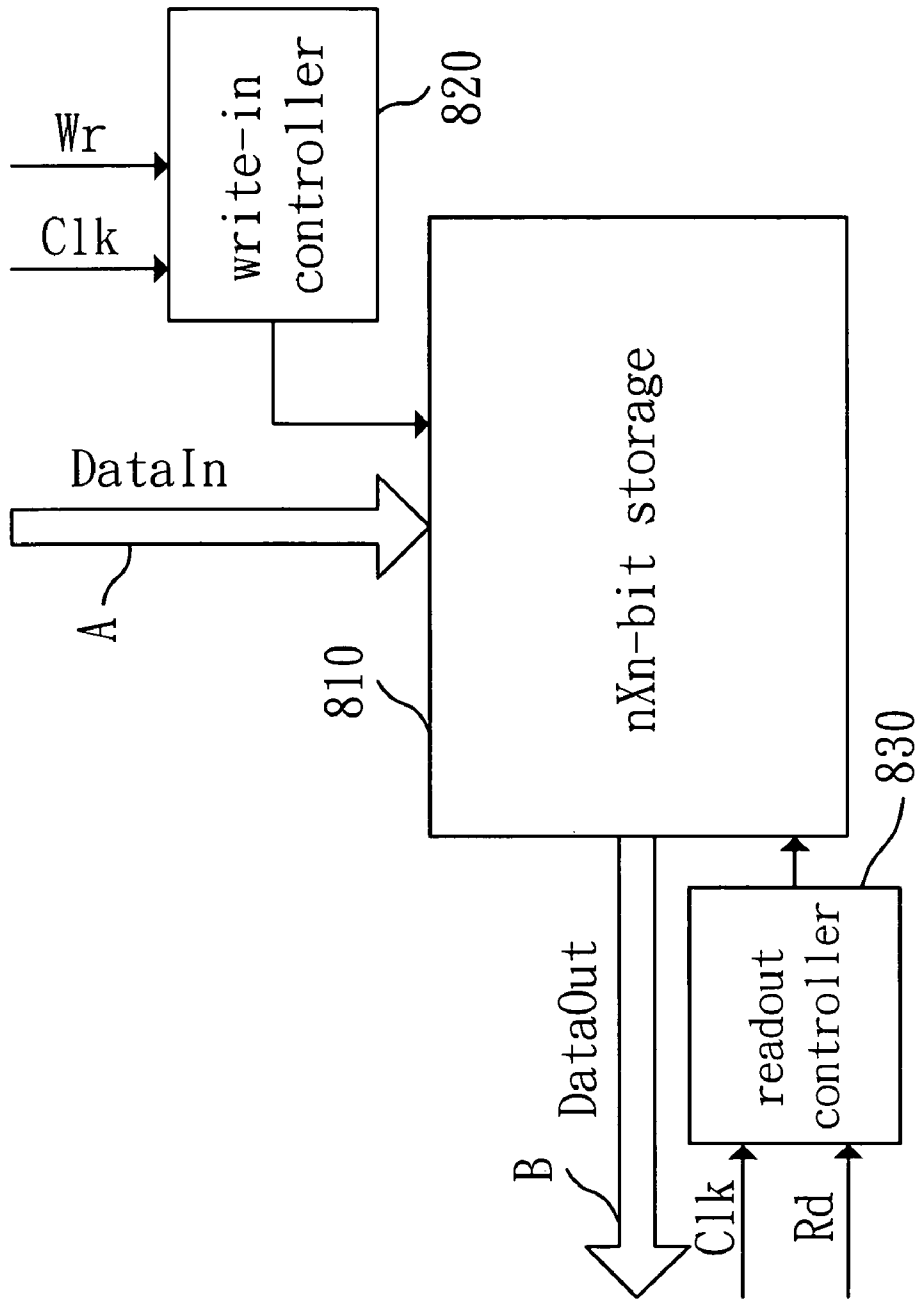 Wr
Clk
write-in
controller
820
DataIn
A
810
nXn-bit storage
DataOut
B
readout
controller
830
Clk
Rd